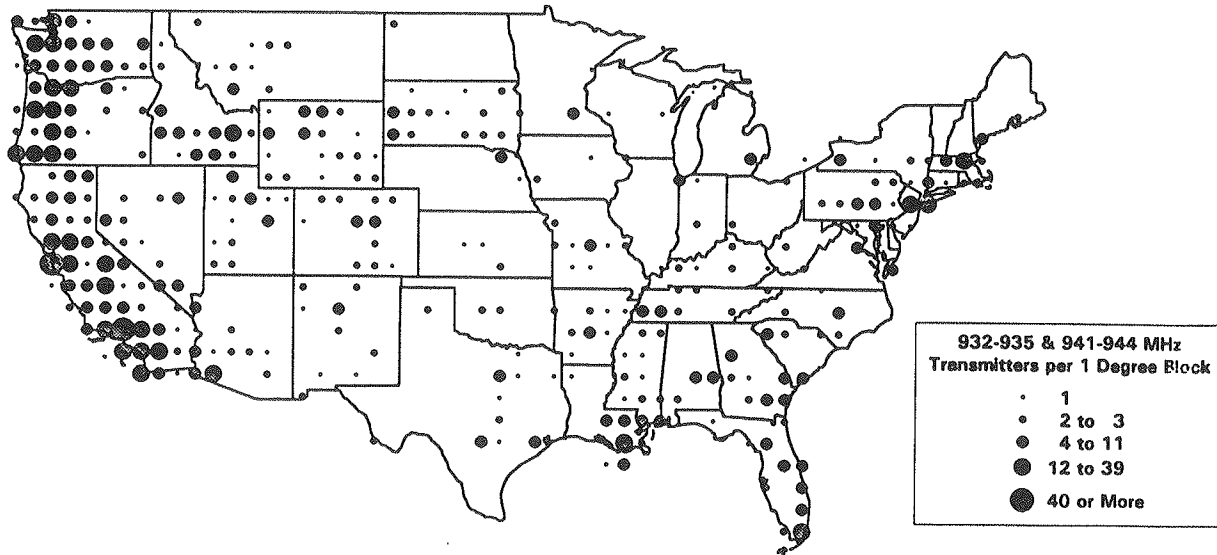 932-935 & 941-944 MHz
Transmitters per 1 Degree Block
1
2 to 3
4 to 11
12 to 39
40 or More